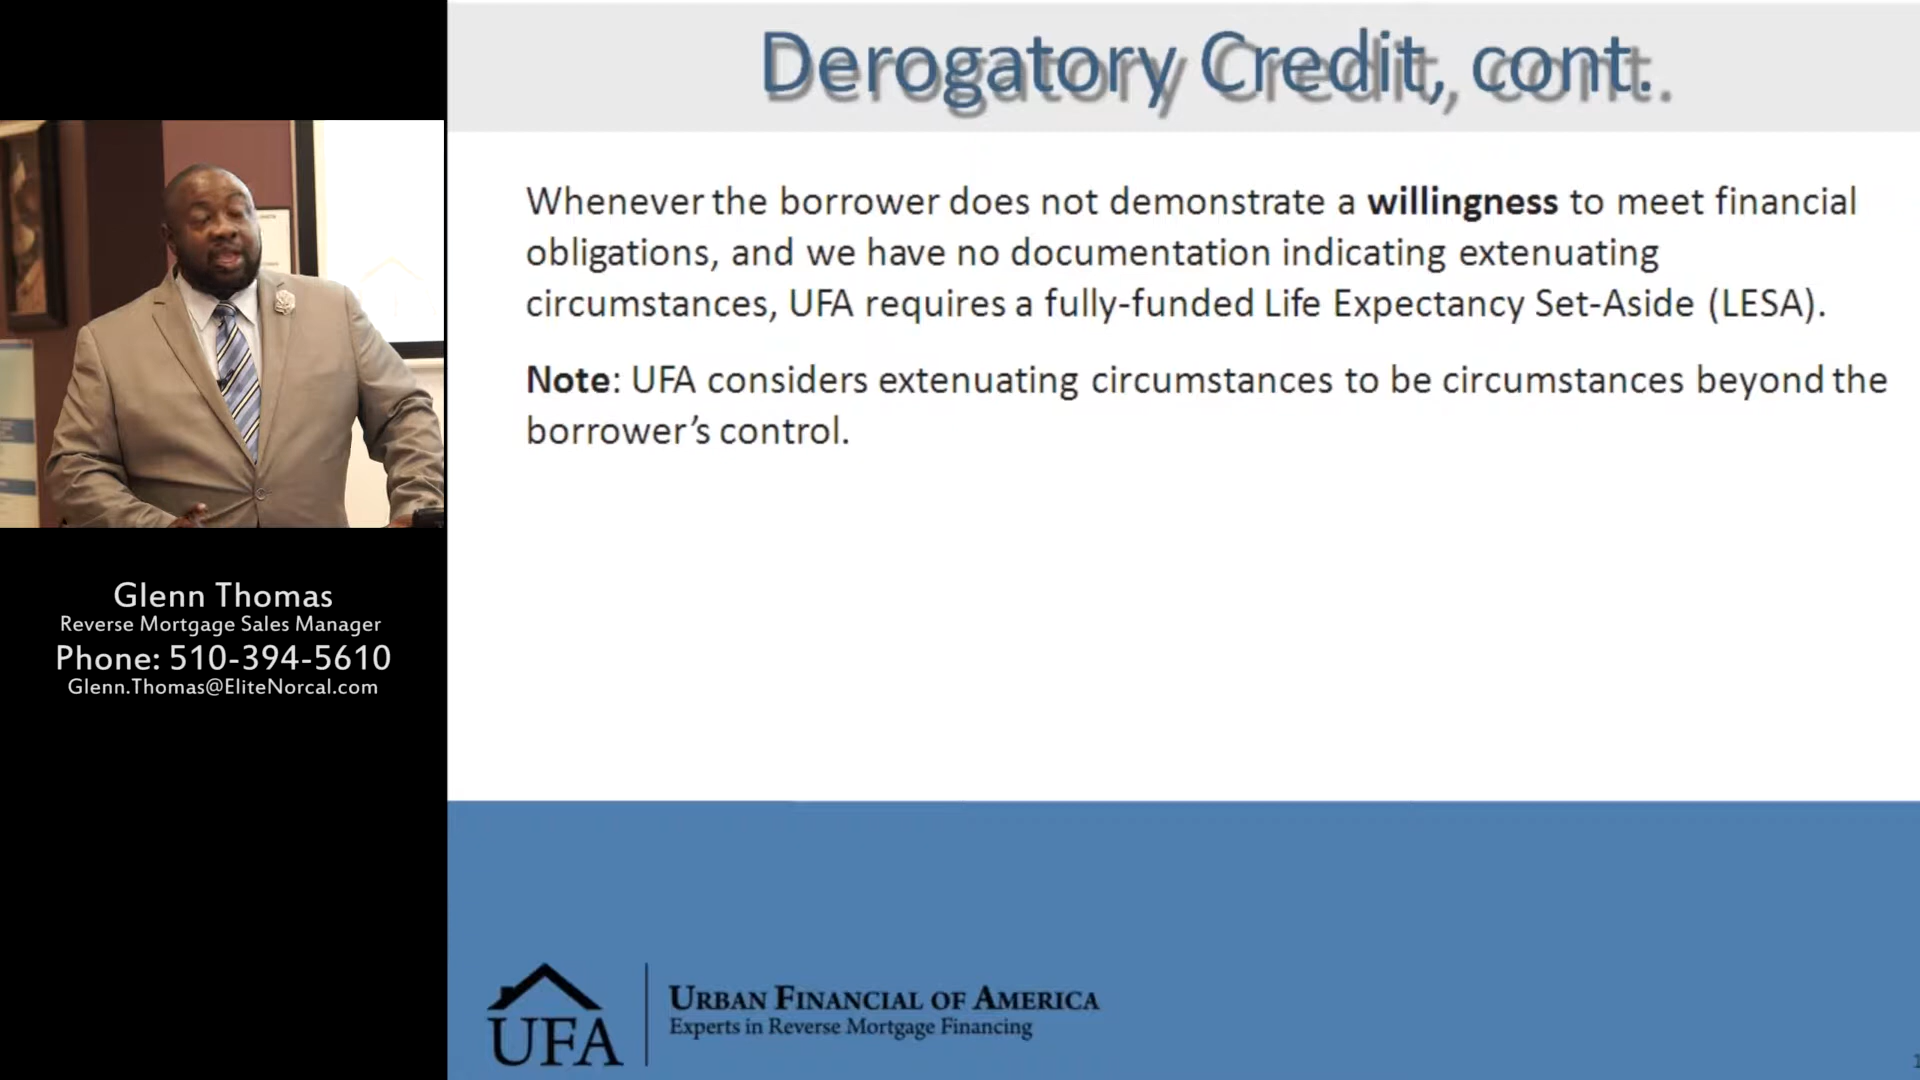 Derogatory Credit, cont.
Whenever the borrower does not demonstrate a willingness to meet financial
obligations, and we have no documentation indicating extenuating
circumstances, UFA requires a fully-funded Life Expectancy Set-Aside (LESA).
Note: UFA considers extenuating circumstances to be circumstances beyond the
borrower's control.
Glenn Thomas
Reverse Mortgage Sales Manager
Phone: 510-394-5610
Glenn.Thomas@EliteNorcal.com
UFA
URBAN FINANCIAL OF AMERICA
Experts in Reverse Mortgage Financing